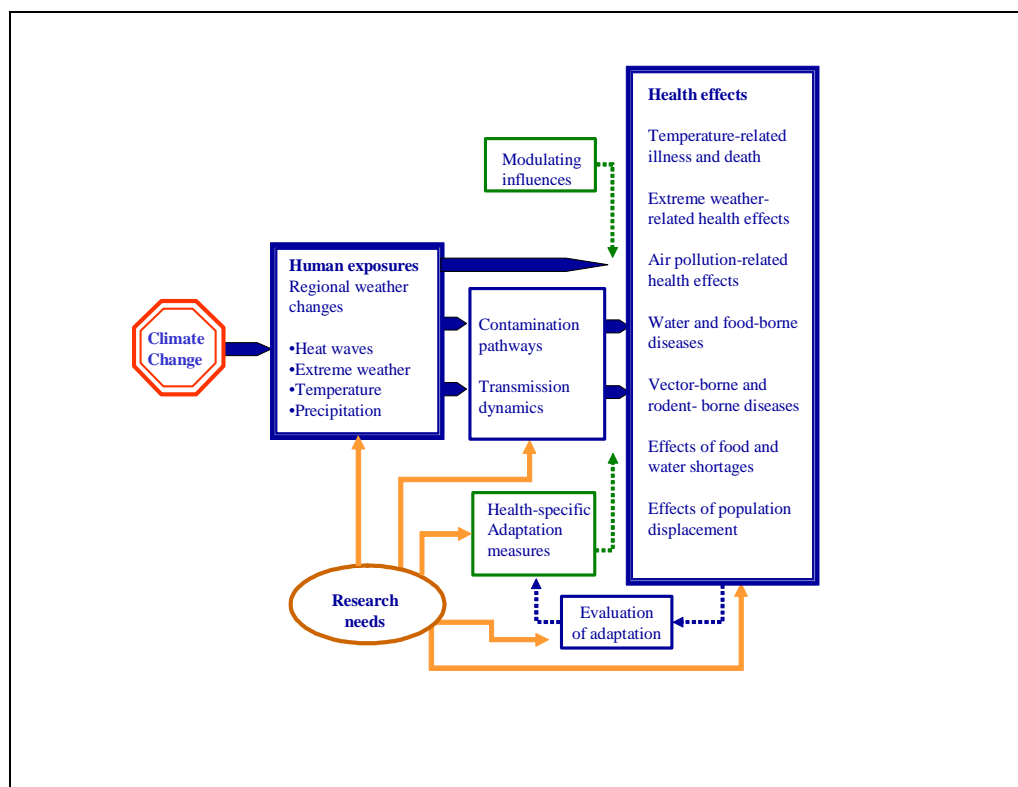 Climate
Change
Human exposures
Regional weather
changes
•Heat waves
•Extreme weather
•Temperature
•Precipitation
Modulating
influences
Contamination
pathways
Transmission
dynamics
Health-specific
Adaptation
measures
Research
needs
Evaluation
of adaptation
Health effects
Temperature-related
illness and death
Extreme weather-
related health effects
Air pollution-related
health effects
Water and food-borne
diseases
Vector-borne and
rodent- borne diseases
Effects of food and
water shortages
Effects of population
displacement